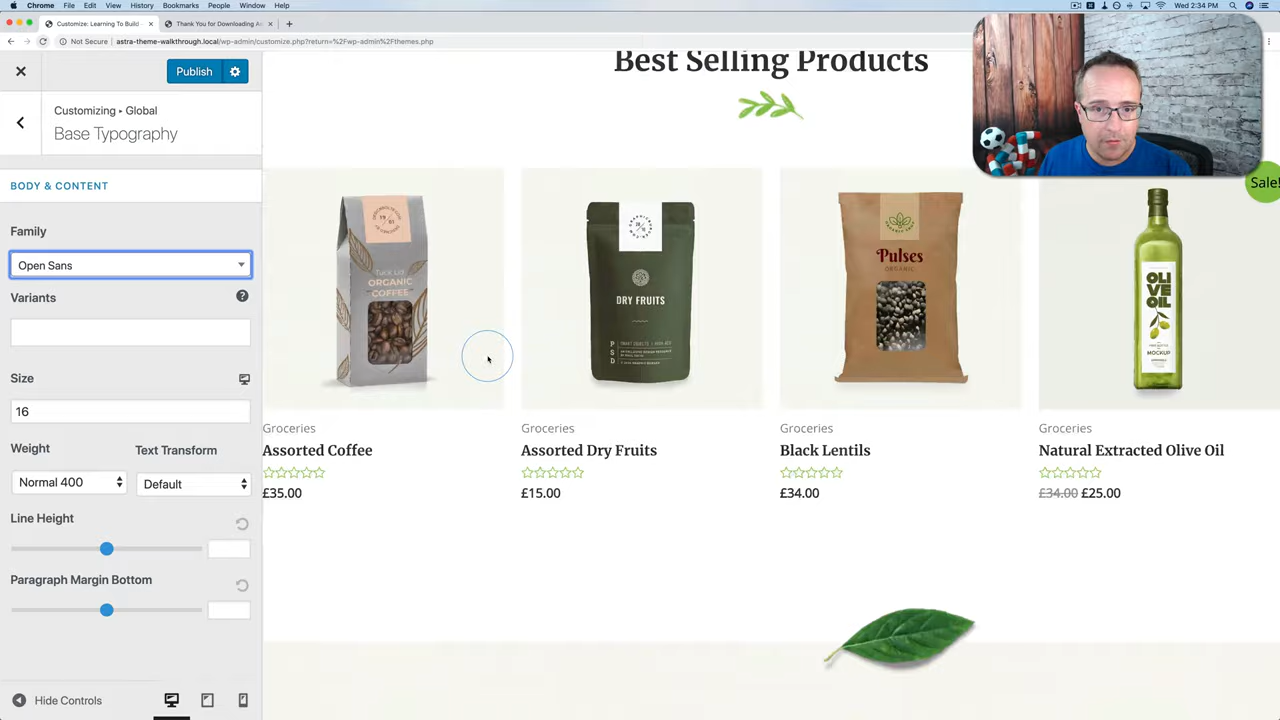 Chrome File Edit View History Bookmarks People Window Help
Wed 2:34 PM
Customize: Learning To Build
Thank You for Downloading
Not Secure astra-theme-walkthrough.local/wp-admin/customize.php?return=%2Fwp-admin%2Fthemes.php
Publish
Customizing ▸ Global
Base Typography
BODY & CONTENT
Family
Open Sans
Variants
Size
16
Weight
Text Transform
Normal 400
Default
Line Height
Paragraph Margin Bottom
Hide Controls
Best Selling Products
Sale!
ORGANIC
COFFEE
DRY FRUITS
Pulses
ORGANIC
OLI
VE
OIL
MOCKUP
Groceries
Assorted Coffee
£35.00
Groceries
Assorted Dry Fruits
£15.00
Groceries
Black Lentils
£34.00
Groceries
Natural Extracted Olive Oil
£34.00 £25.00